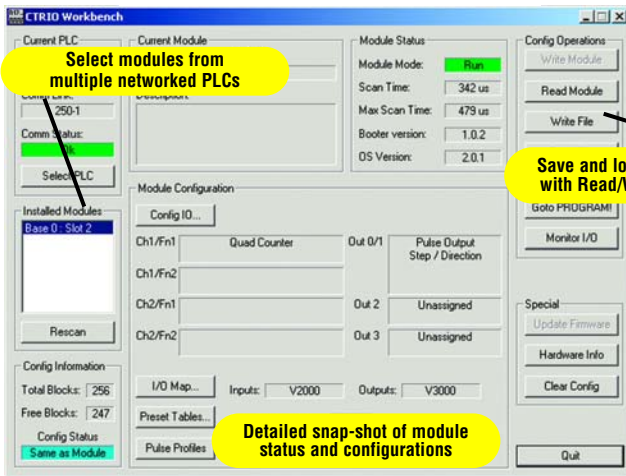 CTRIO Workbench
Current PLC
Current Module
Module Status
Config Operations
Select modules from
multiple networked PLCs
Module Mode: Run
Scan Time: 342 us
Max Scan Time: 479 us
Booter version: 1.0.2
OS Version: 2.0.1
Write Module
Read Module
Write File
Description:
250-1
Comm Status:
Ok
Select PLC
Save and
with
Goto PROGRAM!
Monitor I/O
Installed Modules
Base 0 : Slot 2
Rescan
Module Configuration
Config IO...
Ch1/Fn1 Quad Counter
Out 0/1 Pulse Output
Step / Direction
Ch1/Fn2
Ch2/Fn1
Out 2 Unassigned
Ch2/Fn2
Out 3 Unassigned
Special
Update Firmware
Hardware Info
Clear Config
Config Information
Total Blocks: 256
Free Blocks: 247
Config Status
Same as Module
I/O Map...
Inputs: V2000
Outputs: V3000
Preset Tables...
Pulse Profiles
Detailed snap-shot of module
status and configurations
Quit